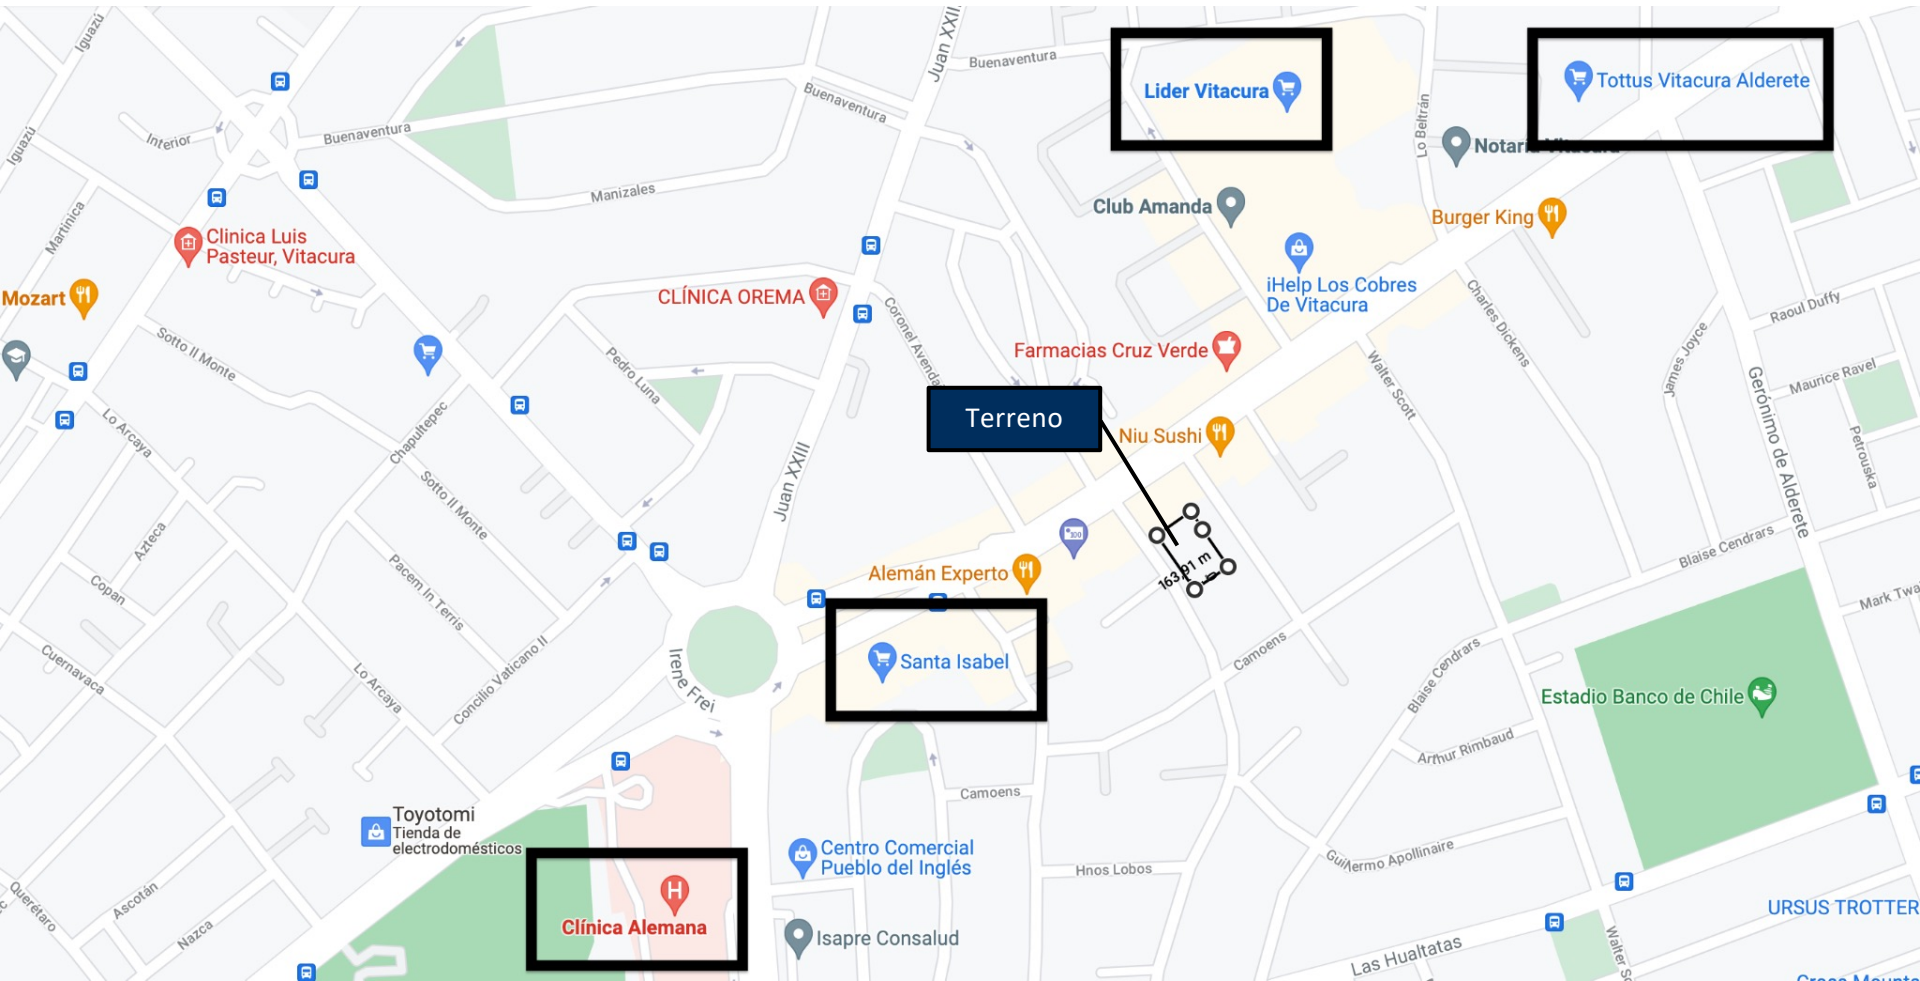 Iguazú
Juan XXIII
Buenaventura
Lider Vitacura
Tottus Vitacura Alderete
Buenaventura
Lo Beltrán
Iguazú
Interior
Buenaventura
Notaría Vitacura
Manizales
Martinica
Club Amanda
Burger King
Clinica Luis
Pasteur, Vitacura
iHelp Los Cobres
De Vitacura
Mozart
CLÍNICA OREMA
Charles Dickens
Raoul Duffy
Coronel Avendaño
Sotto Il Monte
Pedro Luna
Farmacias Cruz Verde
Walter Scott
James Joyce
Maurice Ravel
Gerónimo de Alderete
Terreno
Niu Sushi
Lo Arcaya
Chapultepec
Petrouska
Juan XXIII
Sotto Il Monte
100
Azteca
Blaise Cendrars
Alemán Experto
163,91 m
Copan
Pacem In Terris
Mark Twa
Santa Isabel
Camoens
Cuernavaca
Lo Arcaya
Concilio Vaticano II
Irene Frei
Blaise Cendrars
Estadio Banco de Chile
Arthur Rimbaud
Camoens
Toyotomi
Tienda de
electrodomésticos
Centro Comercial
Pueblo del Inglés
Guillermo Apollinaire
Hnos Lobos
Querétaro
Ascotán
H
Clínica Alemana
Nazca
URSUS TROTTER
Isapre Consalud
Las Hualtatas
Walter Sc